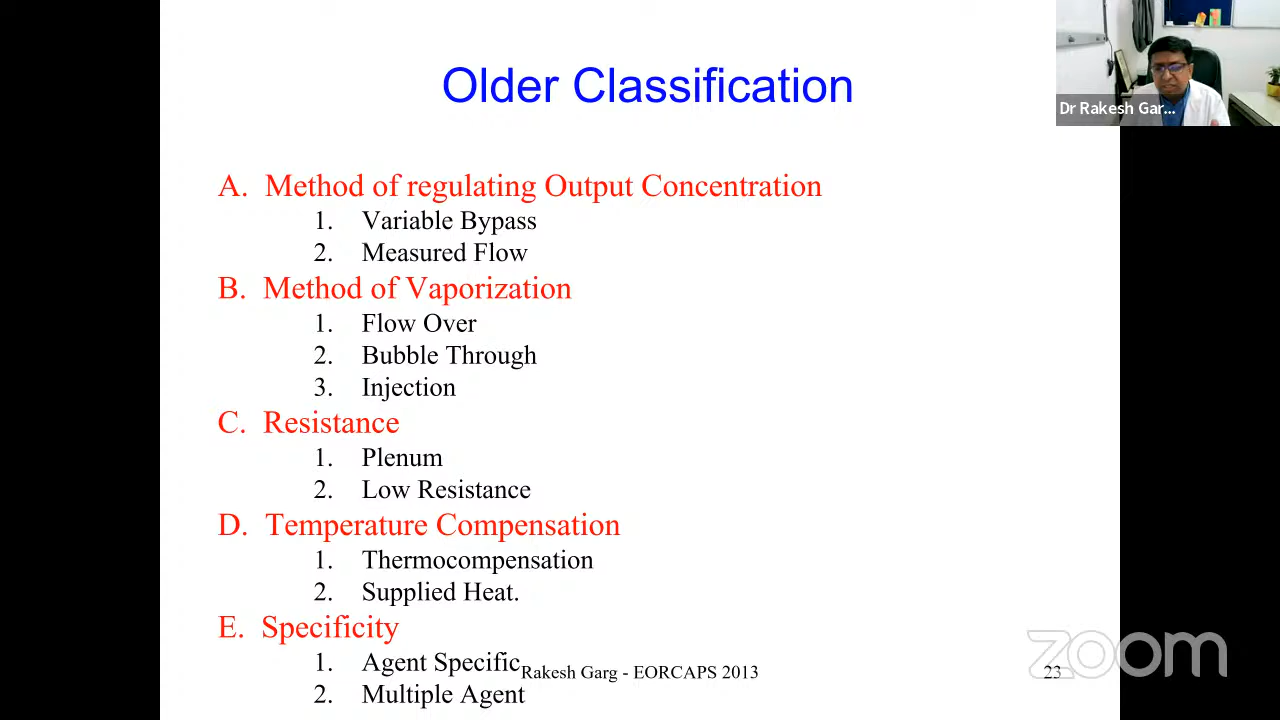 Older Classification
Dr Rakesh Gar...
A. Method of regulating Output Concentration
1. Variable Bypass
2. Measured Flow
B. Method of Vaporization
1. Flow Over
2. Bubble Through
3. Injection
C. Resistance
1. Plenum
2. Low Resistance
D. Temperature Compensation
1. Thermocompensation
2. Supplied Heat.
E. Specificity
1. Agent Specific
2. Multiple Agent
Rakesh Garg - EORCAPS 2013
23
zoom